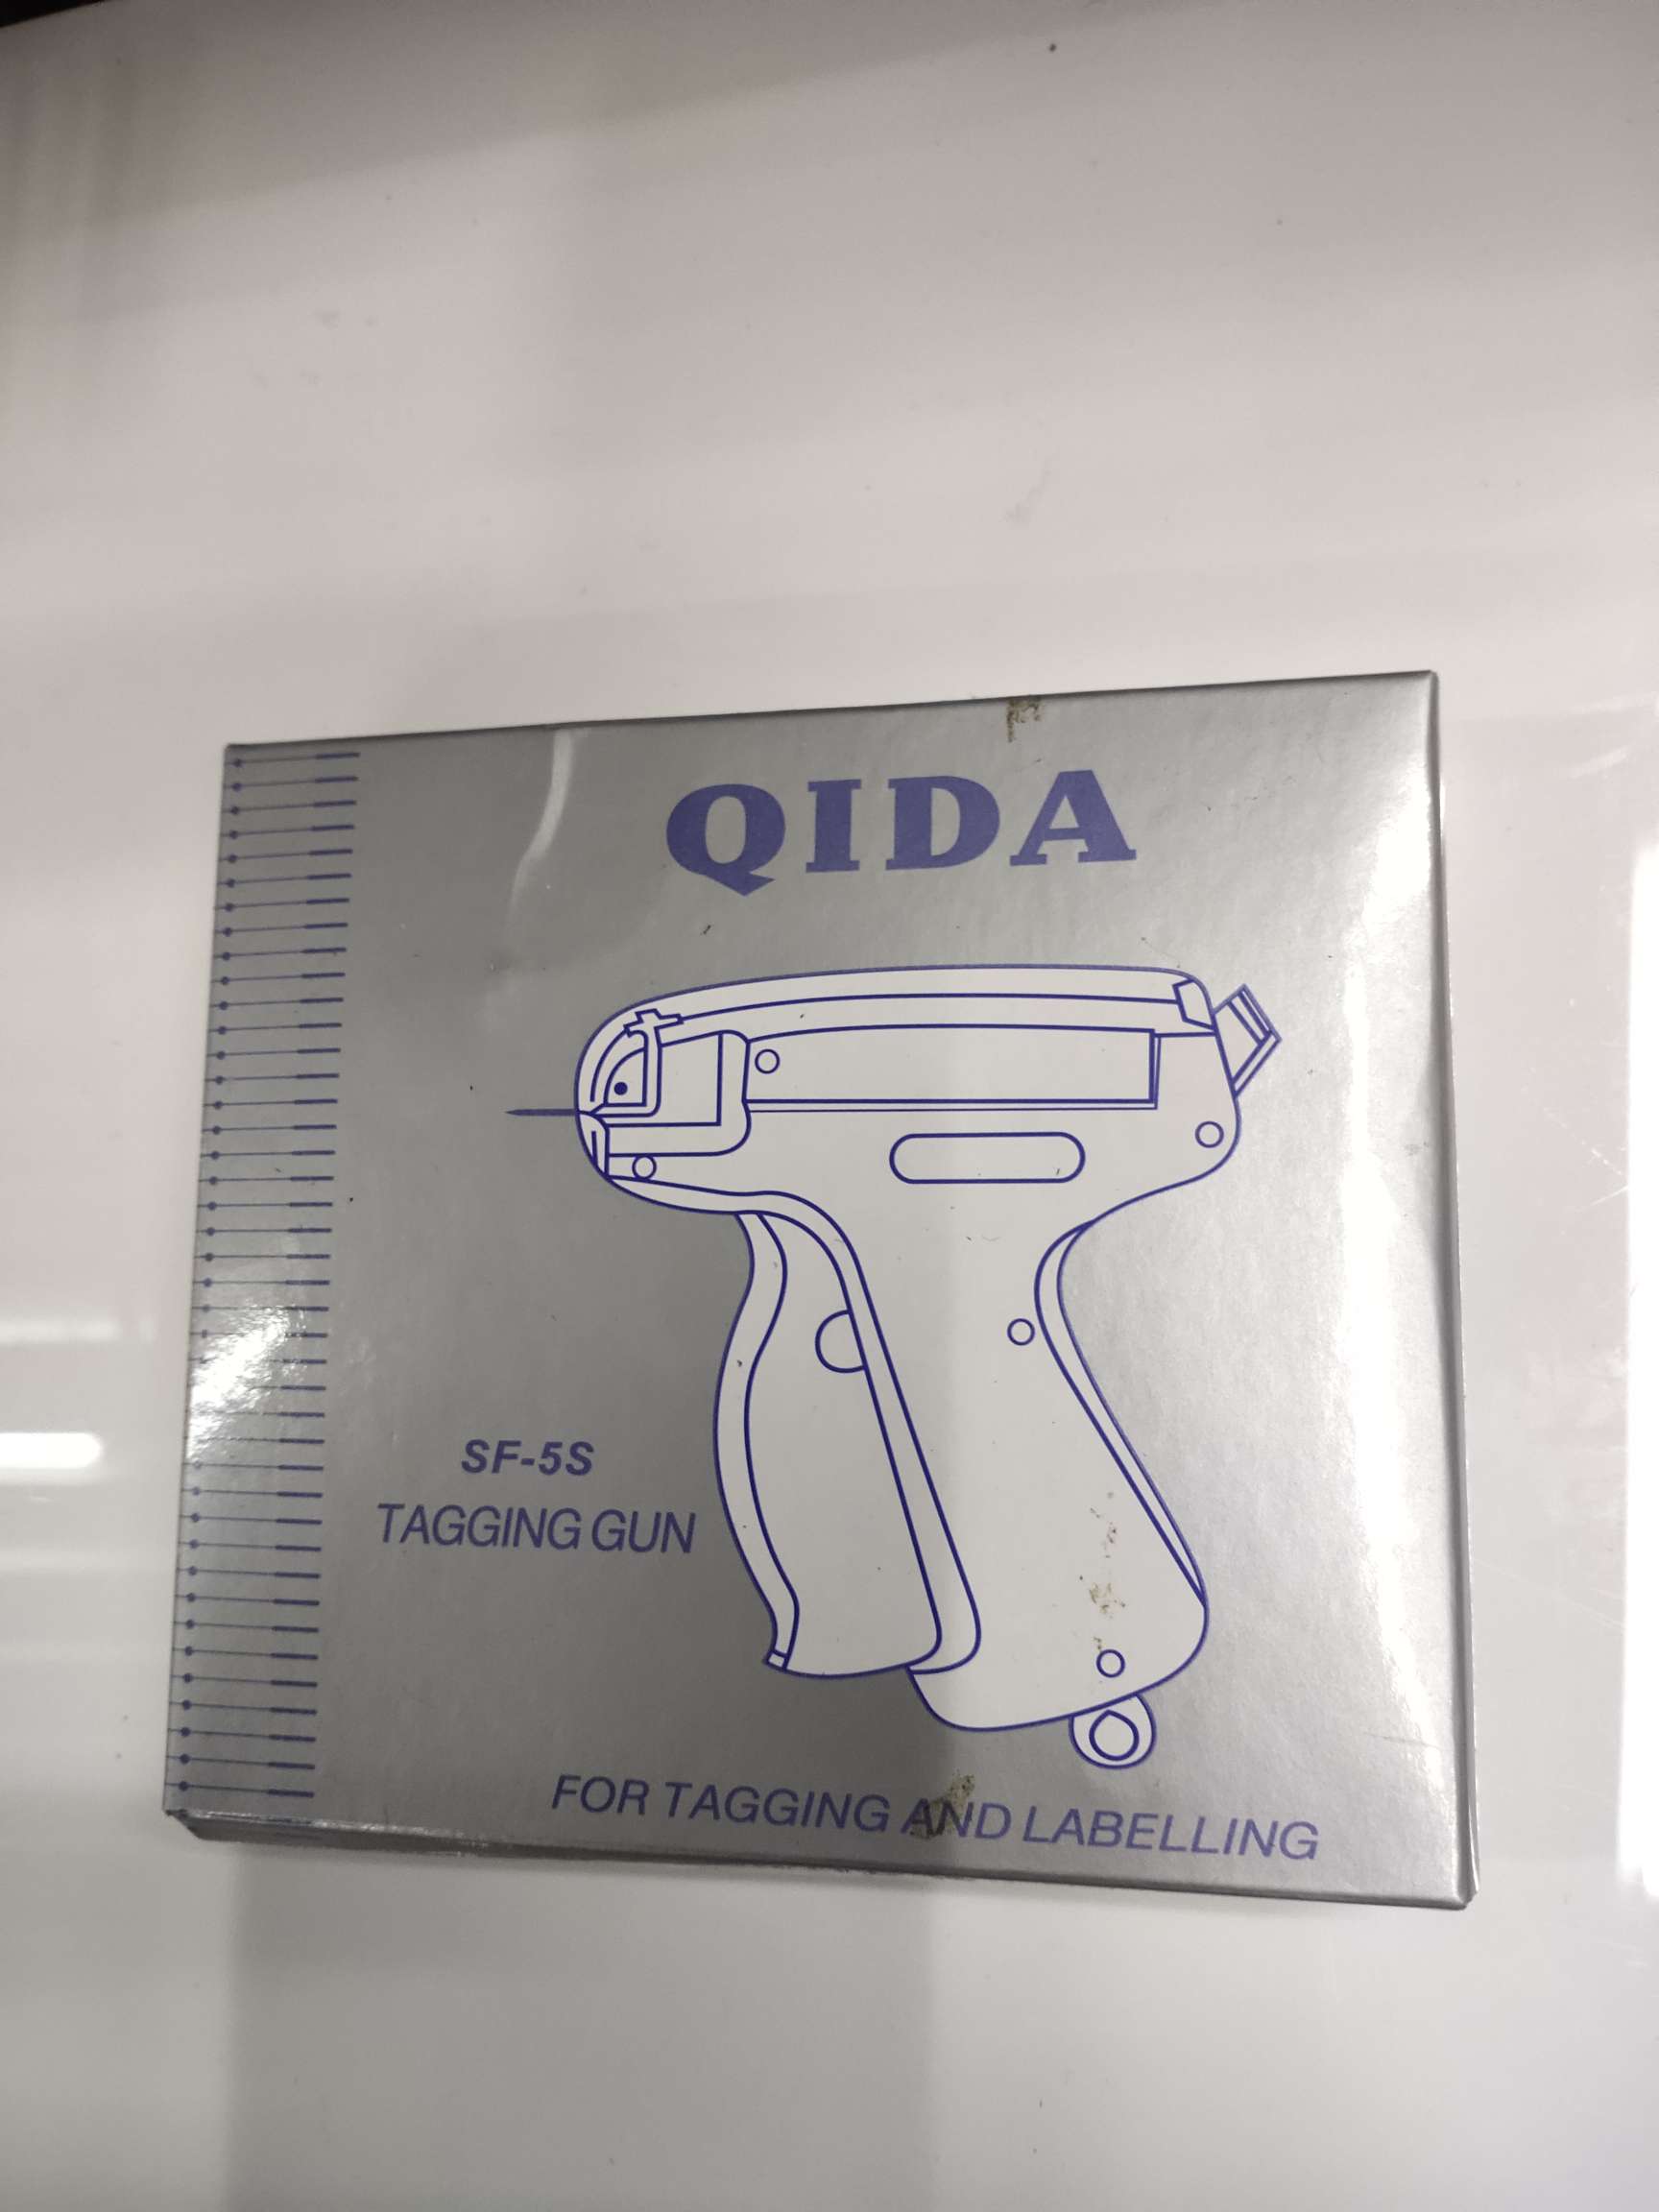 QIDA
SF-5S
TAGGING GUN
FOR TAGGING AND LABELLING